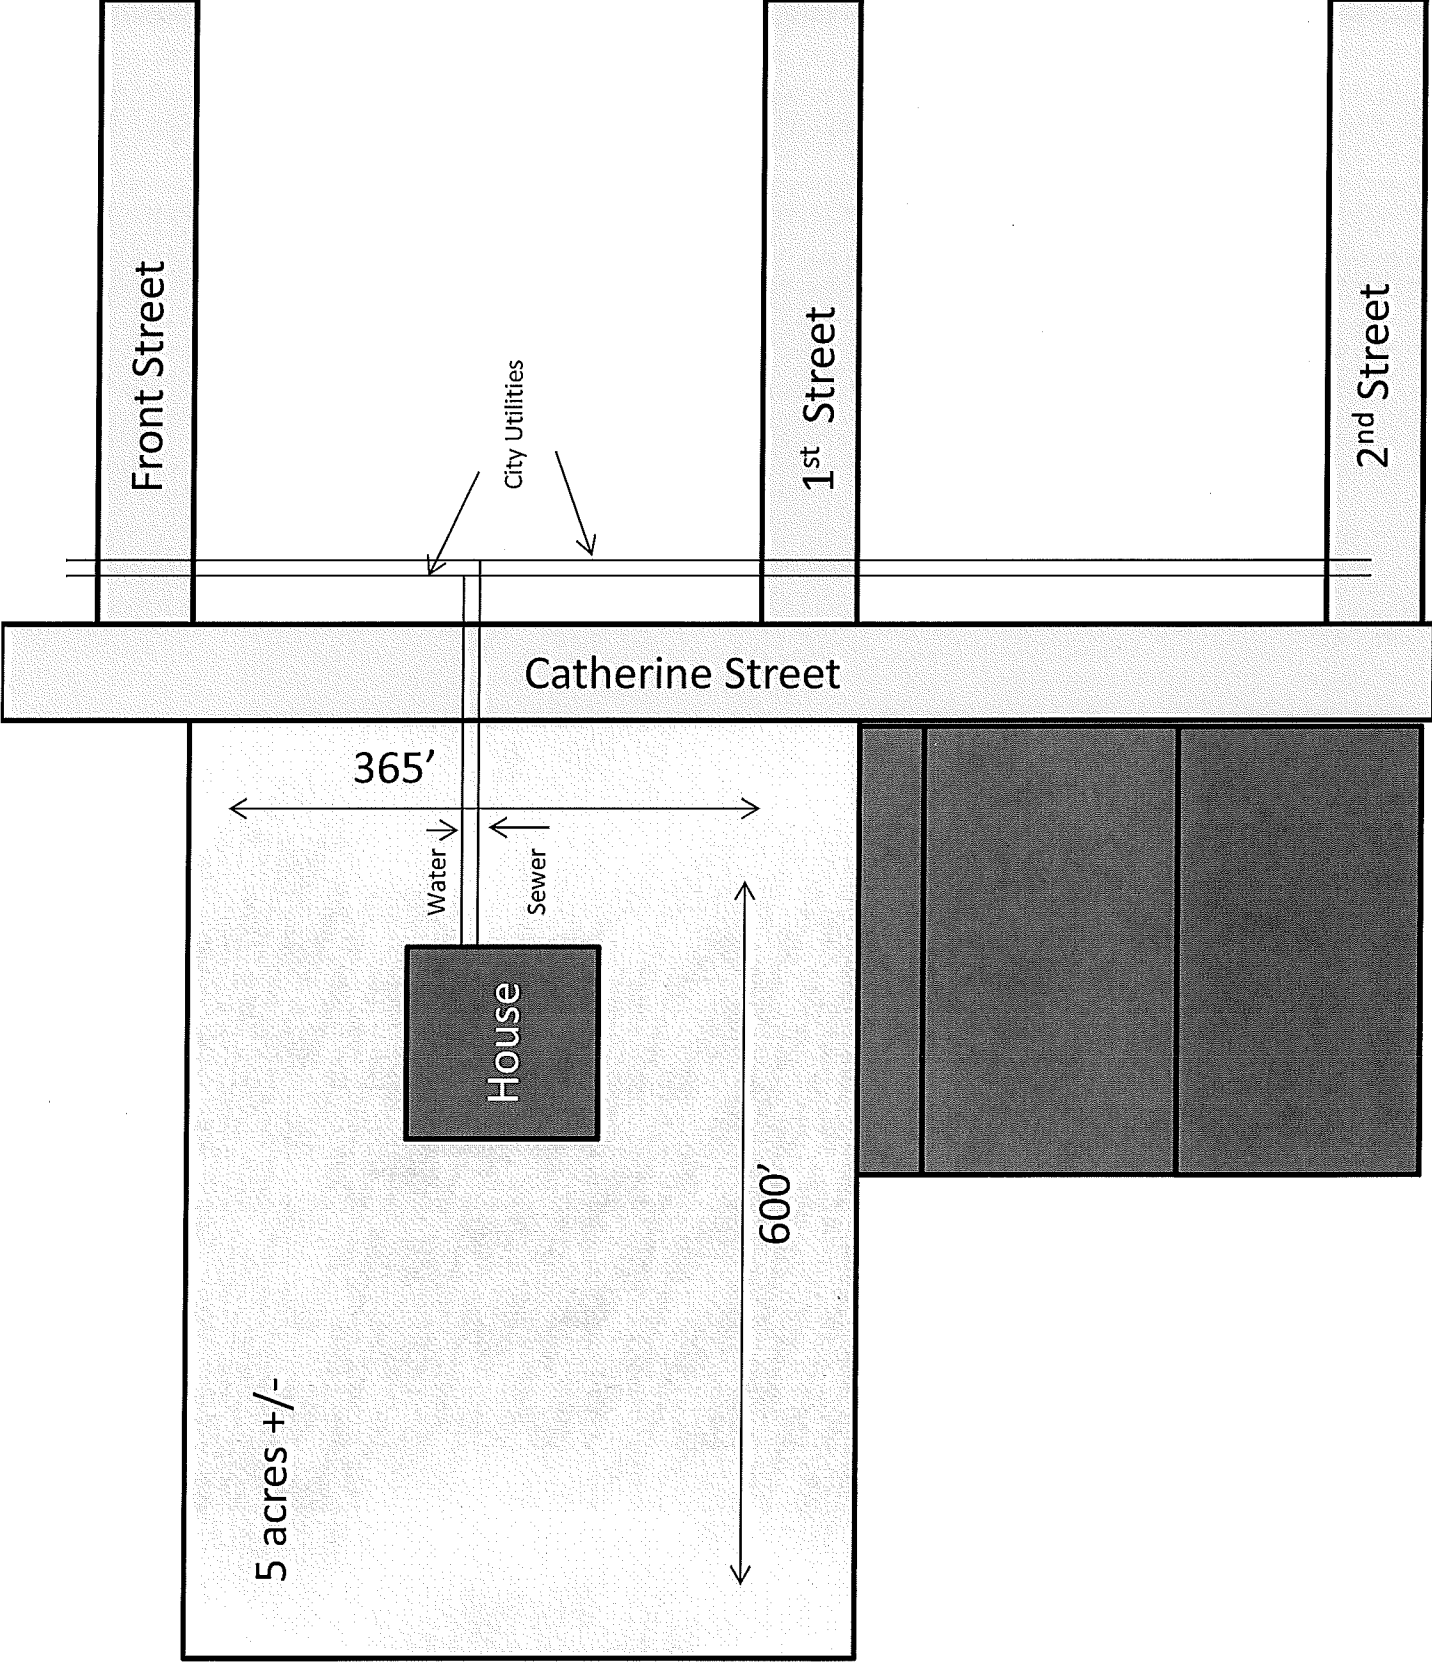 Front Street
1st Street
2nd Street
City Utilities
Catherine Street
365’
Water
Sewer
House
600’
5 acres +/-